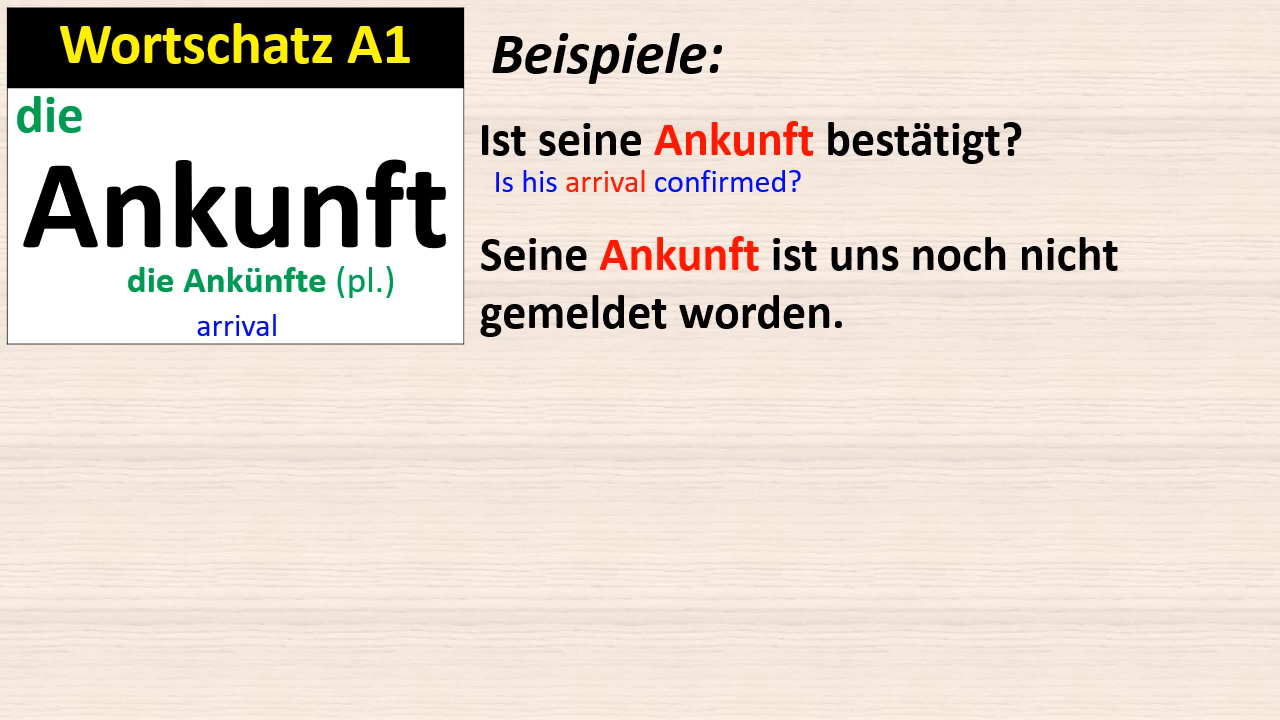 Wortschatz A1
die
Ankunft
die Ankünfte (pl.)
arrival
Beispiele:
Ist seine Ankunft bestätigt?
Is his arrival confirmed?
Seine Ankunft ist uns noch nicht
gemeldet worden.